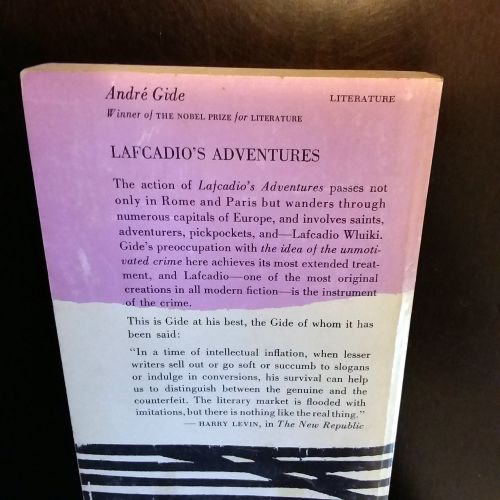 André Gide LITERATURE
Winner of THE NOBEL PRIZE for LITERATURE
LAFCADIO'S ADVENTURES
The action of Lafcadio's Adventures passes not
only in Rome and Paris but wanders through
numerous capitals of Europe, and involves saints,
adventurers, pickpockets, and—Lafcadio Wluiki.
Gide's preoccupation with the idea of the unmoti-
vated crime here achieves its most extended treat-
ment, and Lafcadio—one of the most original
creations in all modern fiction—is the instrument
of the crime.
This is Gide at his best, the Gide of whom it has
been said:
"In a time of intellectual inflation, when lesser
writers sell out or go soft or succumb to slogans
or indulge in conversions, his survival can help
us to distinguish between the genuine and the
counterfeit. The literary market is flooded with
imitations, but there is nothing like the real thing."
— HARRY LEVIN, in The New Republic